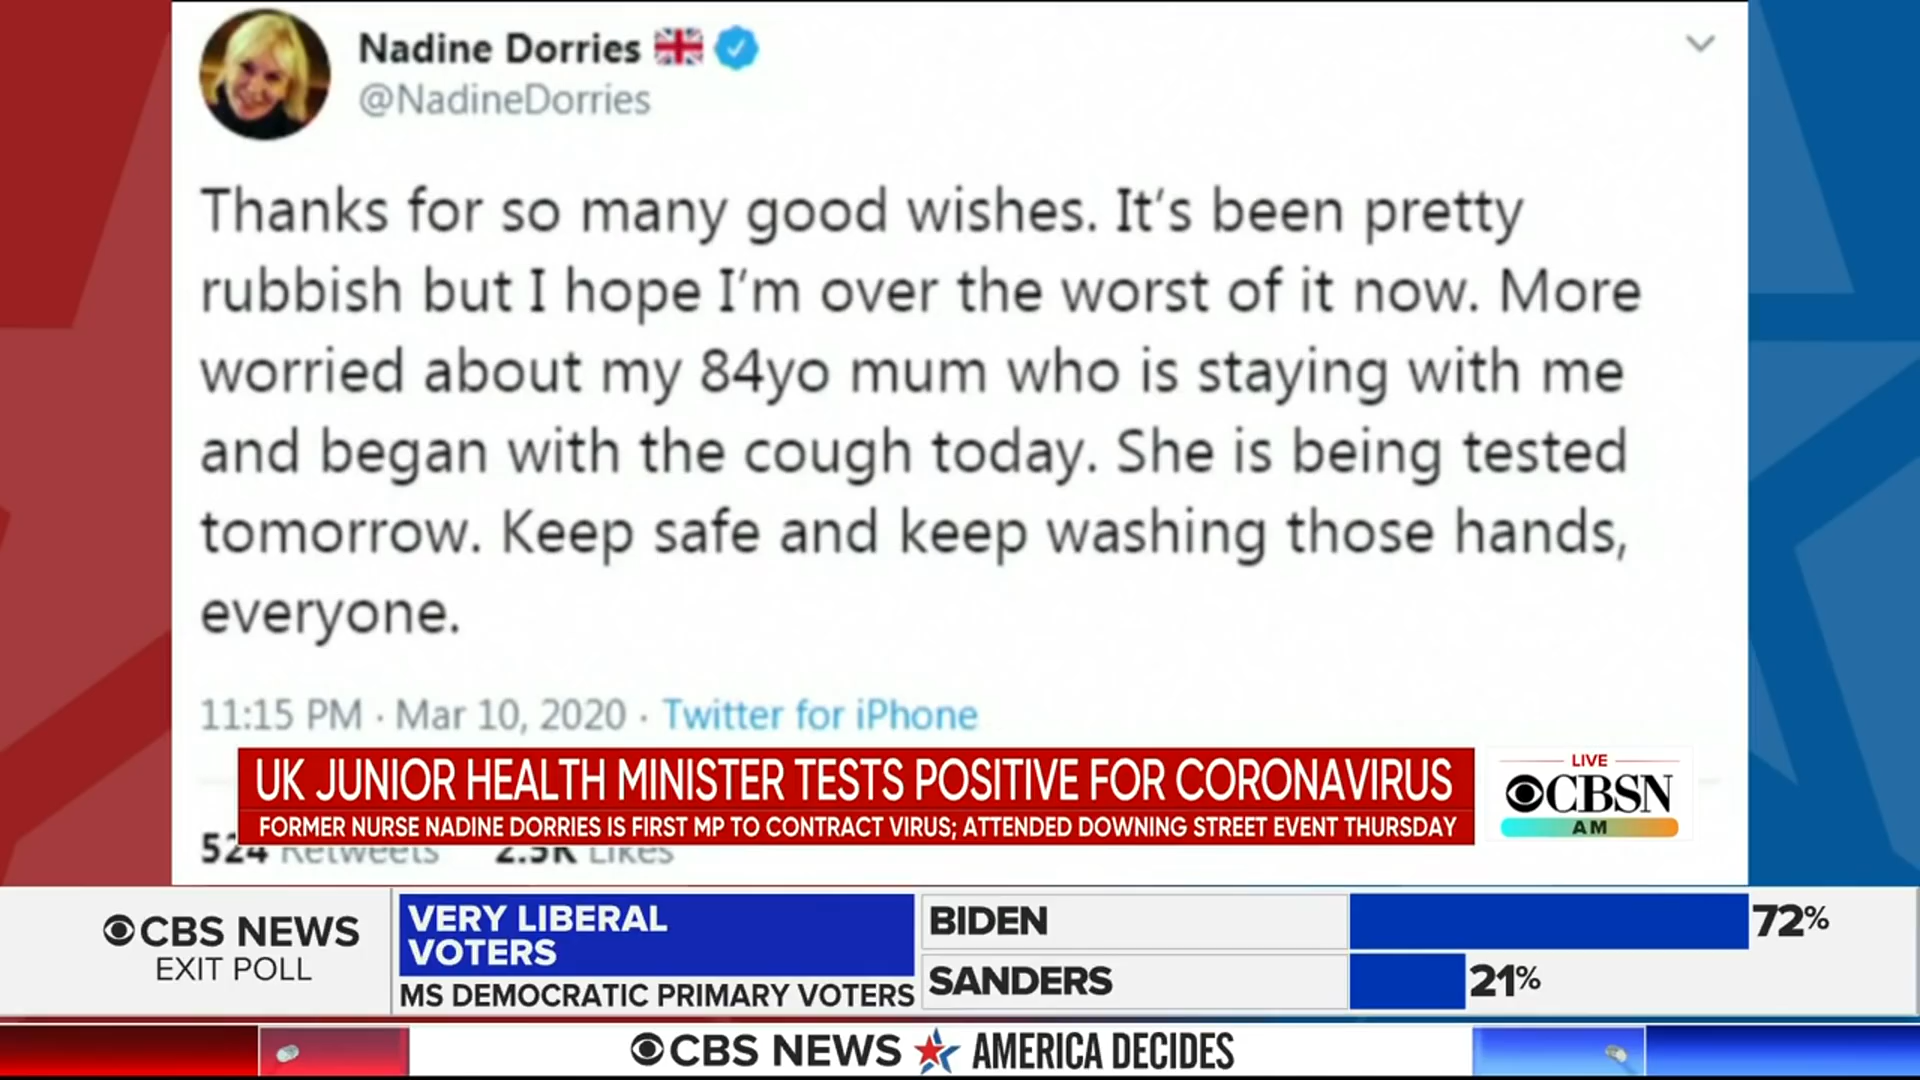 Nadine Dorries
@NadineDorries
Thanks for so many good wishes. It's been pretty
rubbish but I hope I'm over the worst of it now. More
worried about my 84yo mum who is staying with me
and began with the cough today. She is being tested
tomorrow. Keep safe and keep washing those hands,
everyone.
11:15 PM · Mar 10, 2020 · Twitter for iPhone
UK JUNIOR HEALTH MINISTER TESTS POSITIVE FOR CORONAVIRUS
FORMER NURSE NADINE DORRIES IS FIRST MP TO CONTRACT VIRUS; ATTENDED DOWNING STREET EVENT THURSDAY
LIVE
CBSN
AM
524 Retweets 2.5K Likes
CBS NEWS
EXIT POLL
VERY LIBERAL
VOTERS
MS DEMOCRATIC PRIMARY VOTERS
BIDEN 72%
SANDERS 21%
CBS NEWS AMERICA DECIDES